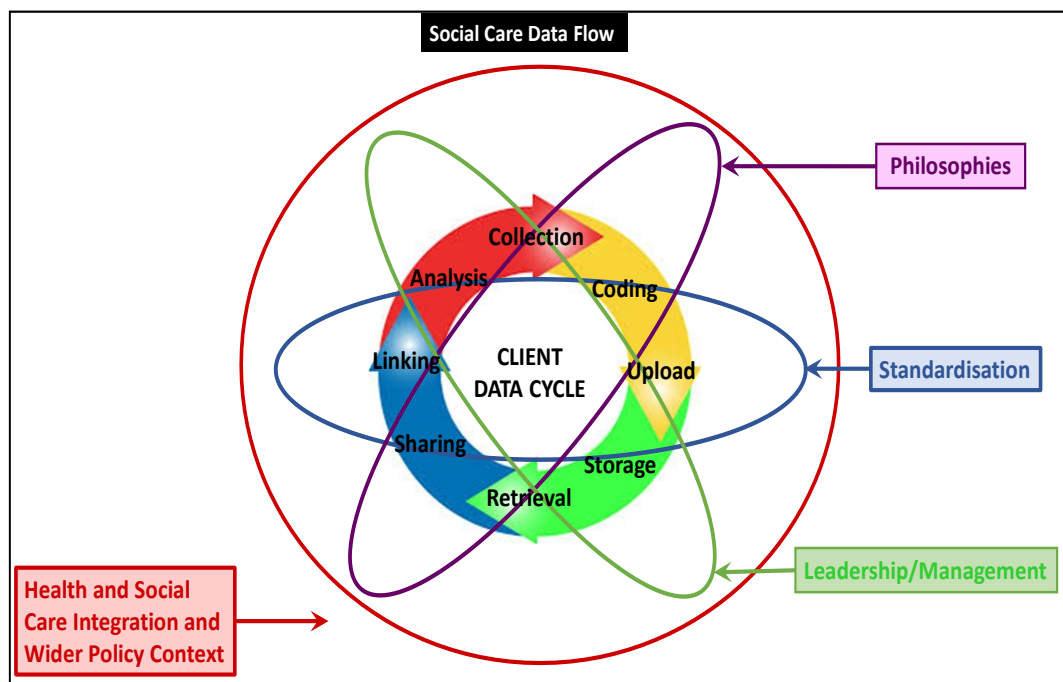 Social Care Data Flow
Philosophies
Collection
Analysis
Coding
CLIENT
DATA CYCLE
Linking
Upload
Standardisation
Sharing
Storage
Retrieval
Leadership/Management
Health and Social
Care Integration and
Wider Policy Context